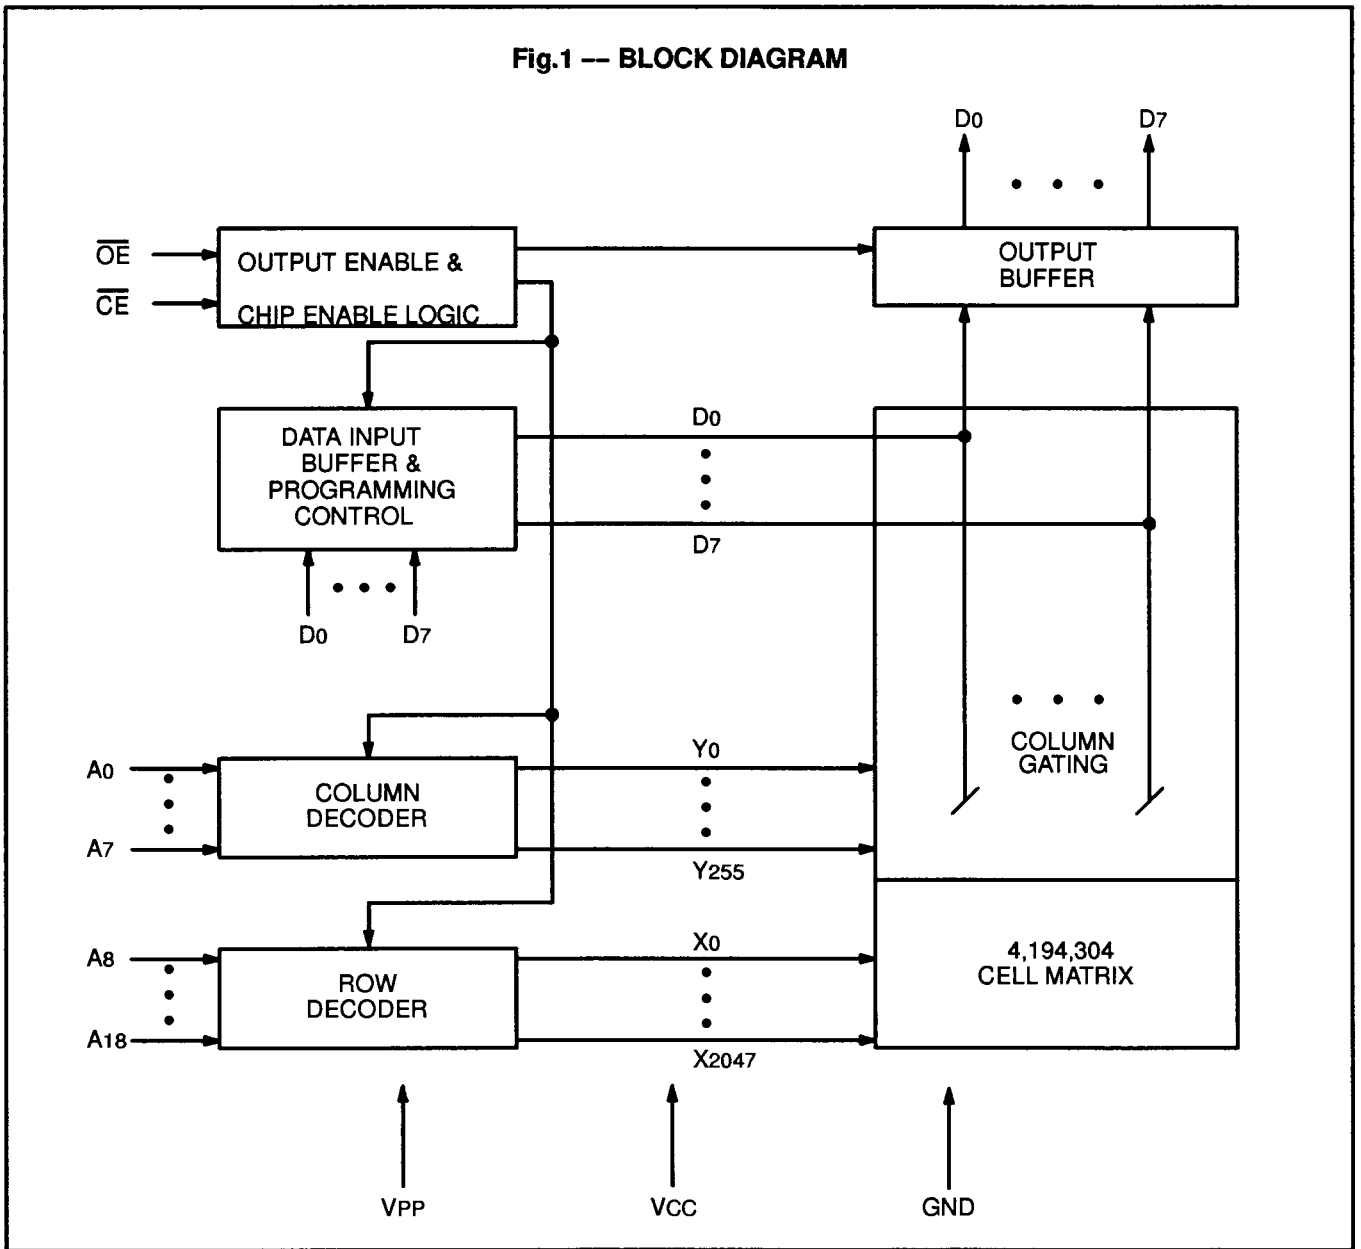 Fig.1 -- BLOCK DIAGRAM
D0
D7
OE
CE
OUTPUT ENABLE &
CHIP ENABLE LOGIC
OUTPUT
BUFFER
DATA INPUT
BUFFER &
PROGRAMMING
CONTROL
D0
D7
D0
D7
COLUMN
GATING
A0
A7
COLUMN
DECODER
Y0
Y255
A8
A18
ROW
DECODER
X0
X2047
4,194,304
CELL MATRIX
VPP
VCC
GND